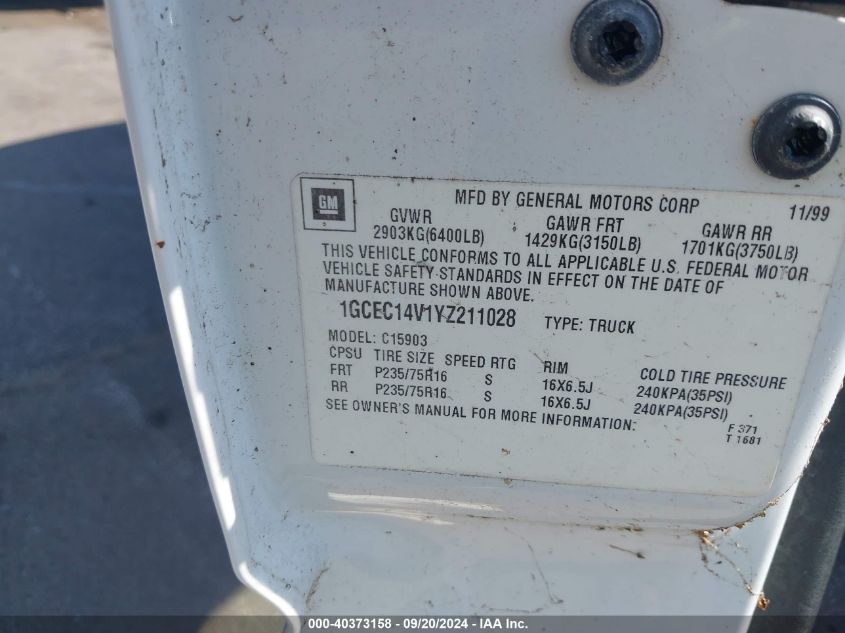 GM
MFD BY GENERAL MOTORS CORP 11/99
GVWR GAWR FRT GAWR RR
2903KG(6400LB) 1429KG(3150LB) 1701KG(3750LB)
THIS VEHICLE CONFORMS TO ALL APPLICABLE U.S. FEDERAL MOTOR
VEHICLE SAFETY STANDARDS IN EFFECT ON THE DATE OF
MANUFACTURE SHOWN ABOVE.
1GCEC14V1YZ211028 TYPE: TRUCK
MODEL: C15903
CPSU TIRE SIZE SPEED RTG RIM COLD TIRE PRESSURE
FRT P235/75R16 S 16X6.5J 240KPA(35PSI)
RR P235/75R16 S 16X6.5J 240KPA(35PSI)
SEE OWNER'S MANUAL FOR MORE INFORMATION:
F 371
T 1681
000-40373158 - 09/20/2024 - IAA Inc.